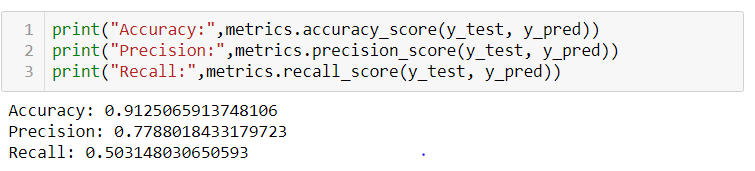 1 print("Accuracy:",metrics.accuracy_score(y_test, y_pred))
2 print("Precision:",metrics.precision_score(y_test, y_pred))
3 print("Recall:",metrics.recall_score(y_test, y_pred))
Accuracy: 0.9125065913748106
Precision: 0.7788018433179723
Recall: 0.503148030650593